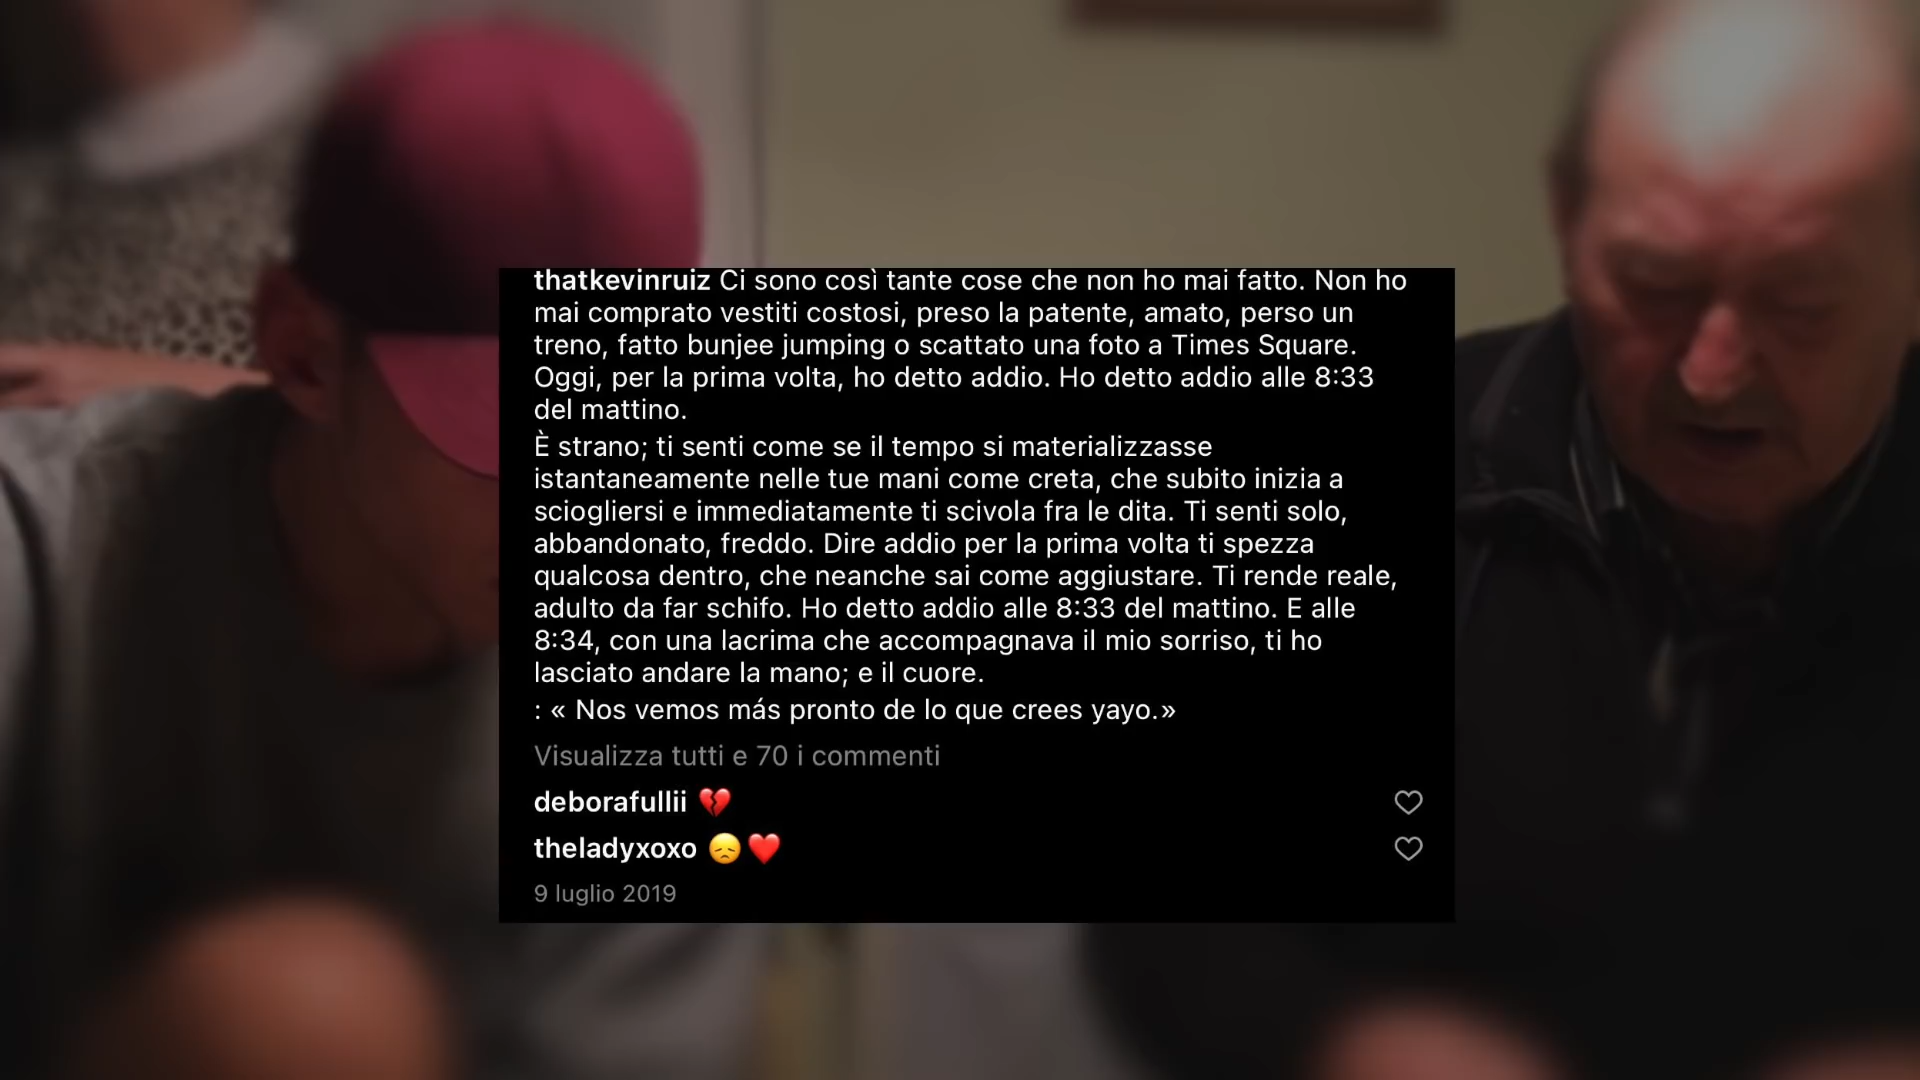 thatkevinruiz Ci sono così tante cose che non ho mai fatto. Non ho
mai comprato vestiti costosi, preso la patente, amato, perso un
treno, fatto bunjee jumping o scattato una foto a Times Square.
Oggi, per la prima volta, ho detto addio. Ho detto addio alle 8:33
del mattino.
È strano; ti senti come se il tempo si materializzasse
istantaneamente nelle tue mani come creta, che subito inizia a
sciogliersi e immediatamente ti scivola fra le dita. Ti senti solo,
abbandonato, freddo. Dire addio per la prima volta ti spezza
qualcosa dentro, che neanche sai come aggiustare. Ti rende reale,
adulto da far schifo. Ho detto addio alle 8:33 del mattino. E alle
8:34, con una lacrima che accompagnava il mio sorriso, ti ho
lasciato andare la mano; e il cuore.
: « Nos vemos más pronto de lo que crees yayo.»
Visualizza tutti e 70 i commenti
deborafullii 💔
theladyxoxo 😞❤️
9 luglio 2019